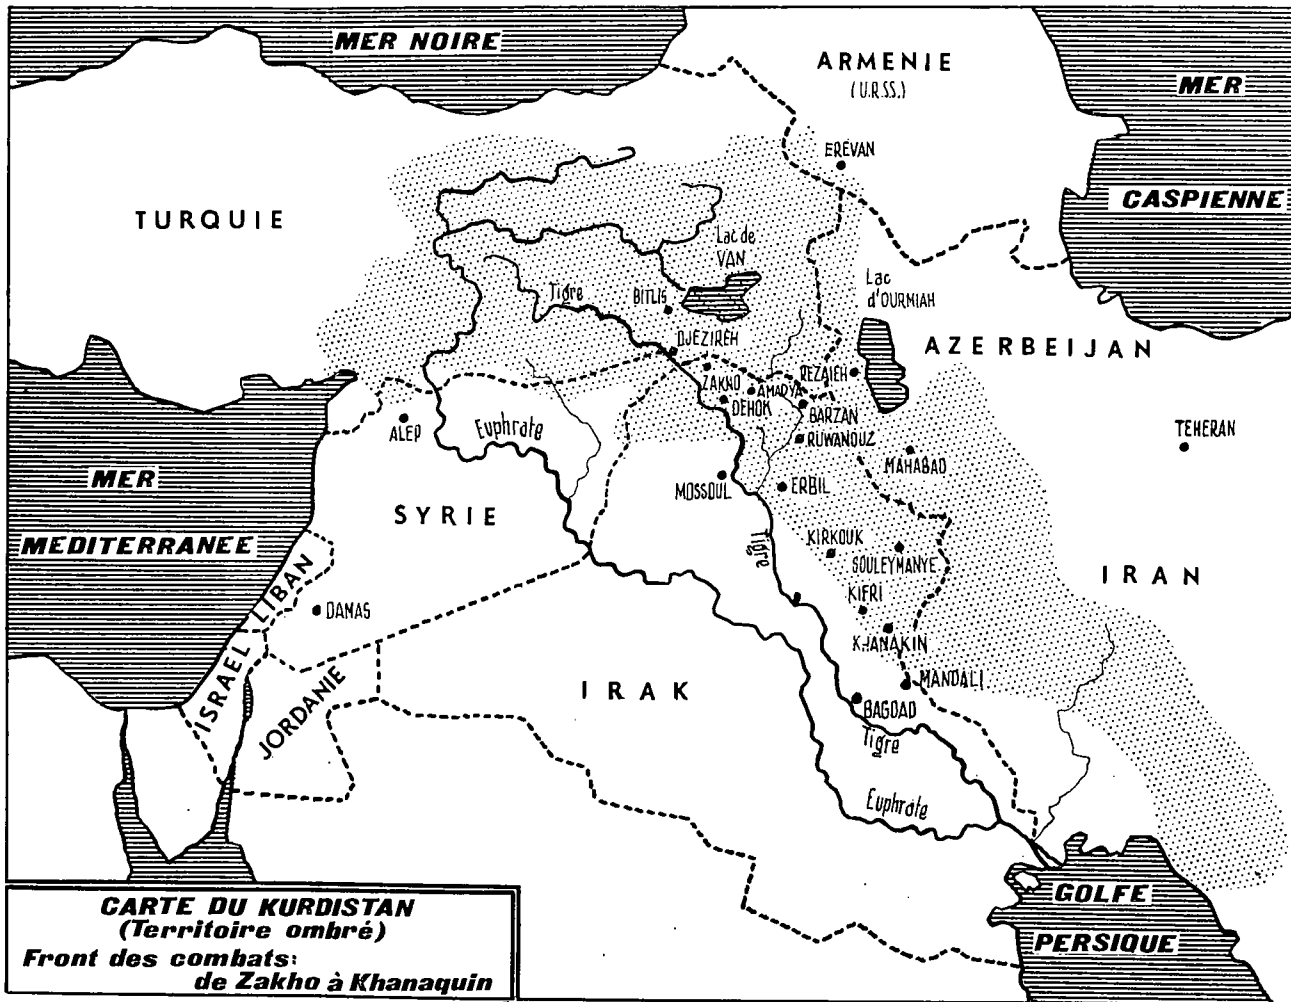 MER NOIRE
ARMENIE
(U.R.S.S.)
MER
CASPIENNE
EREVAN
TURQUIE
Lac de
VAN
Lac
d'OURMIAH
Tigre
BITLIS
DJEZIREH
AZERBEIJAN
ZAKNO
AMADYA
REZAIEH
DEHOK
BARZAN
RUWANDUZ
ALEP
Euphrate
TEHERAN
MAHABAD
MER
MEDITERRANEE
MOSSOUL
ERBIL
SYRIE
KIRKOUK
Tigre
SOULEYMANYE
IRAN
LIBAN
DAMAS
KIFRI
KHANAKIN
ISRAEL
JORDANIE
IRAK
MANDALI
BAGDAD
Tigre
Euphrate
GOLFE
PERSIQUE
CARTE DU KURDISTAN
(Territoire ombré)
Front des combats:
de Zakho à Khanaquin